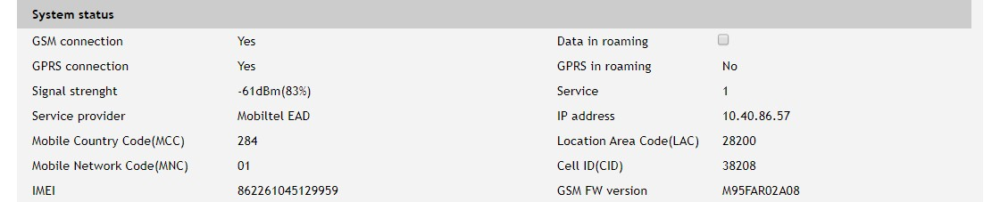 System status
GSM connection Yes Data in roaming
GPRS connection Yes GPRS in roaming No
Signal strenght -61dBm(83%) Service 1
Service provider Mobiltel EAD IP address 10.40.86.57
Mobile Country Code(MCC) 284 Location Area Code(LAC) 28200
Mobile Network Code(MNC) 01 Cell ID(CID) 38208
IMEI 862261045129959 GSM FW version M95FAR02A08